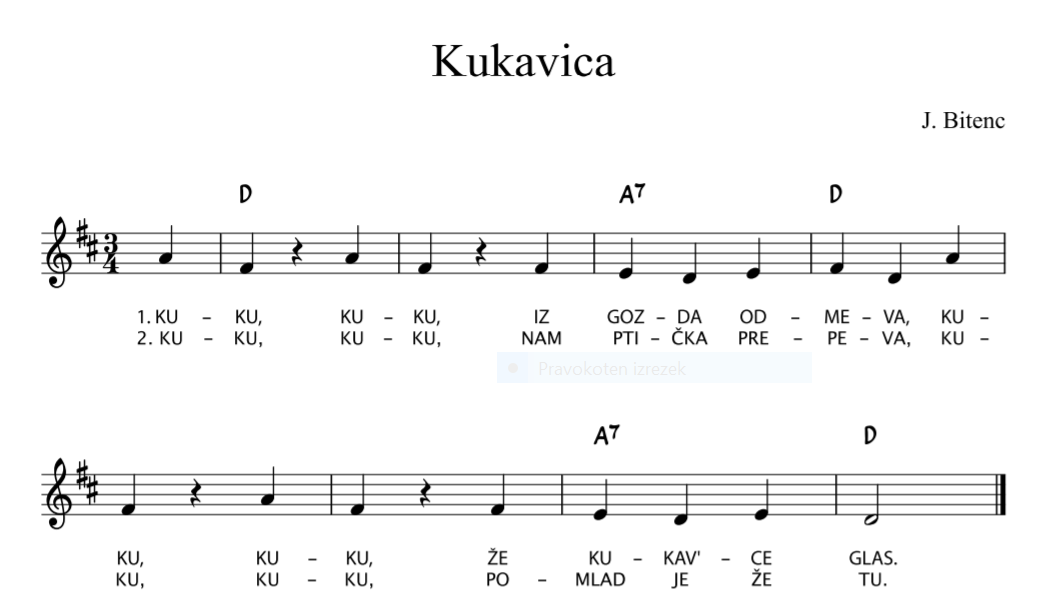 Kukavica
J. Bitenc
3
4
D A7 D
1. KU - KU, KU - KU, IZ GOZ - DA OD - ME - VA, KU -
2. KU - KU, KU - KU, NAM PTI - ČKA PRE - PE - VA, KU -
Pravokoten izrezek
A7 D
KU, KU - KU, ŽE KU - KAV' - CE GLAS.
KU, KU - KU, PO - MLAD JE ŽE TU.